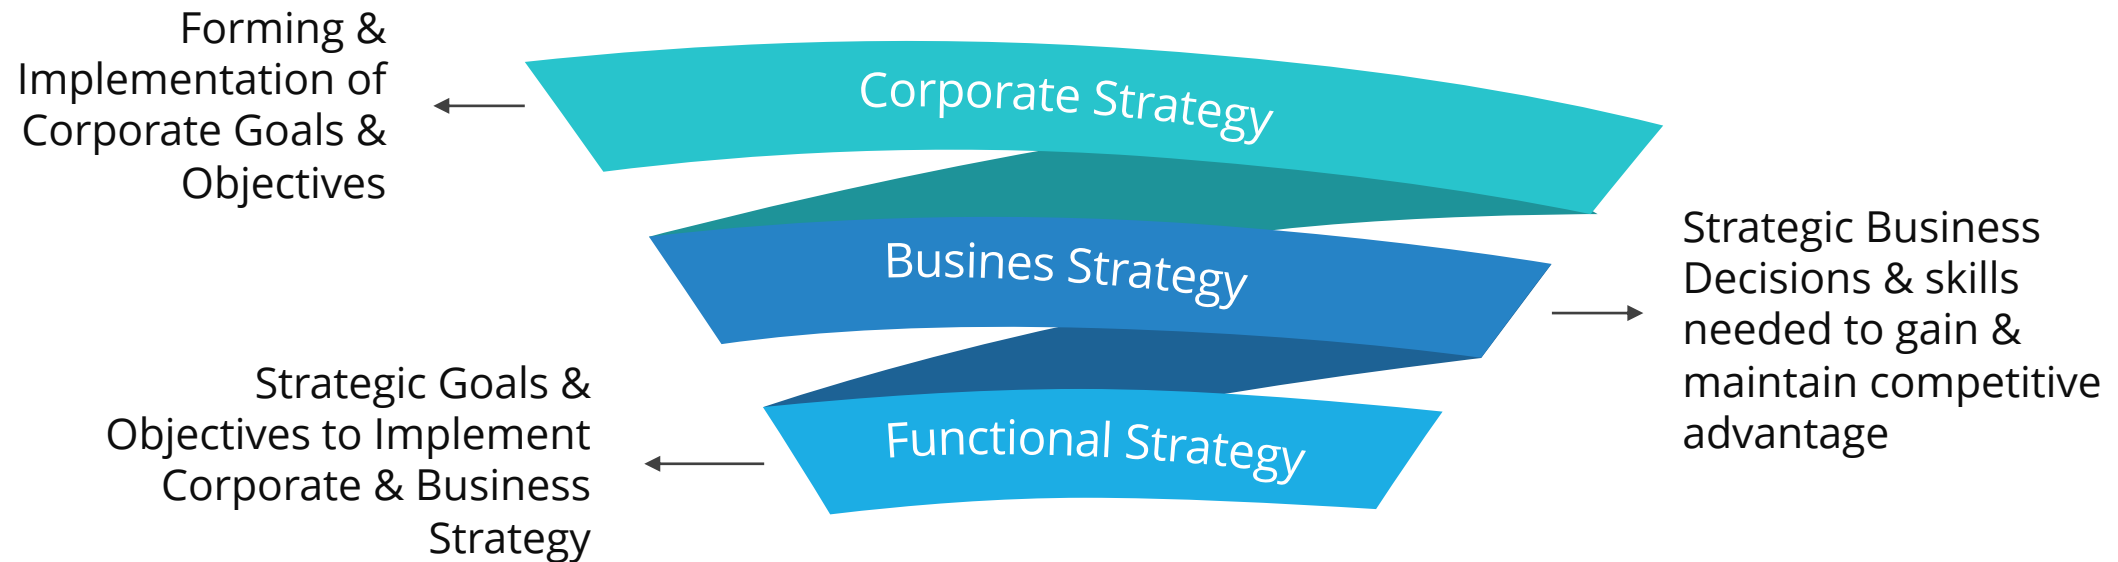 Forming &
Implementation of
Corporate Goals &
Objectives
Corporate Strategy
Busines Strategy
Strategic Business
Decisions & skills
needed to gain &
maintain competitive
advantage
Strategic Goals &
Objectives to Implement
Corporate & Business
Strategy
Functional Strategy